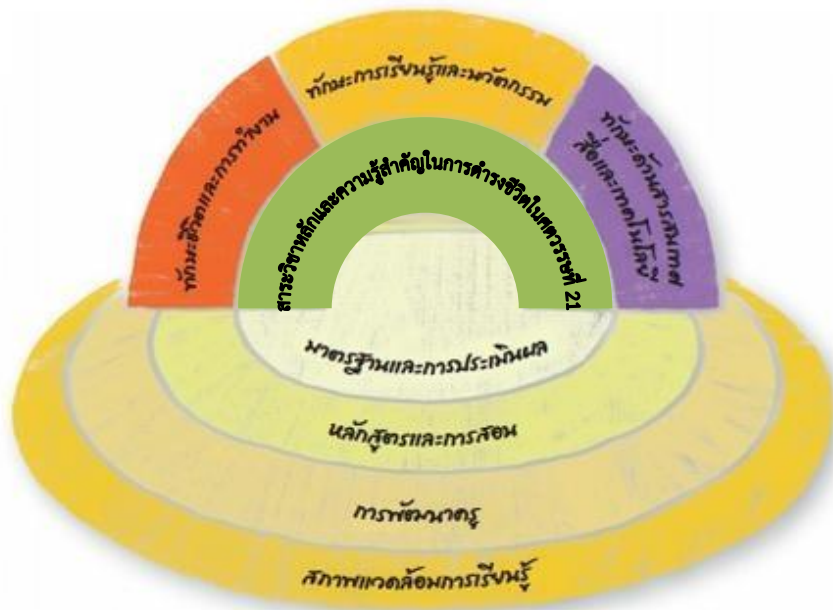 ทักษะการเรียนรู้และนวัตกรรม
ทักษะชีวิตและการทำงาน
ทักษะด้านสารสนเทศ
สื่อและเทคโนโลยี
สาระวิชาหลักและความรู้สำคัญในการดำรงชีวิตในศตวรรษที่ 21
มาตรฐานและการประเมินผล
หลักสูตรและการสอน
การพัฒนาครู
สภาพแวดล้อมการเรียนรู้